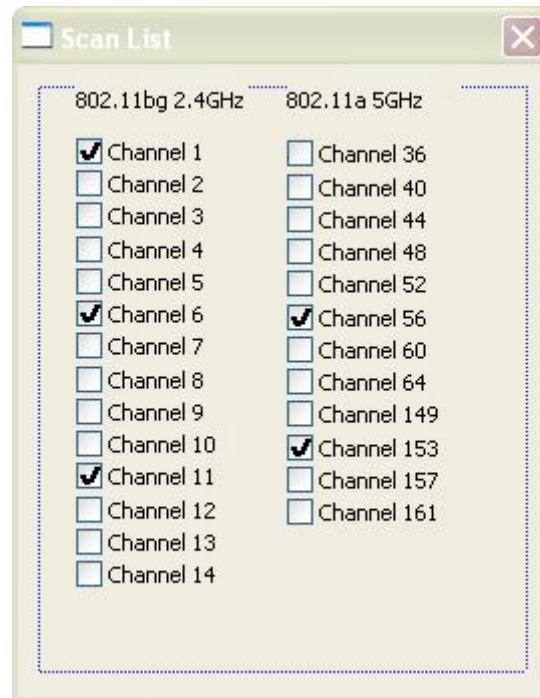 Scan List
802.11bg 2.4GHz
Channel 1
Channel 2
Channel 3
Channel 4
Channel 5
Channel 6
Channel 7
Channel 8
Channel 9
Channel 10
Channel 11
Channel 12
Channel 13
Channel 14
802.11a 5GHz
Channel 36
Channel 40
Channel 44
Channel 48
Channel 52
Channel 56
Channel 60
Channel 64
Channel 149
Channel 153
Channel 157
Channel 161